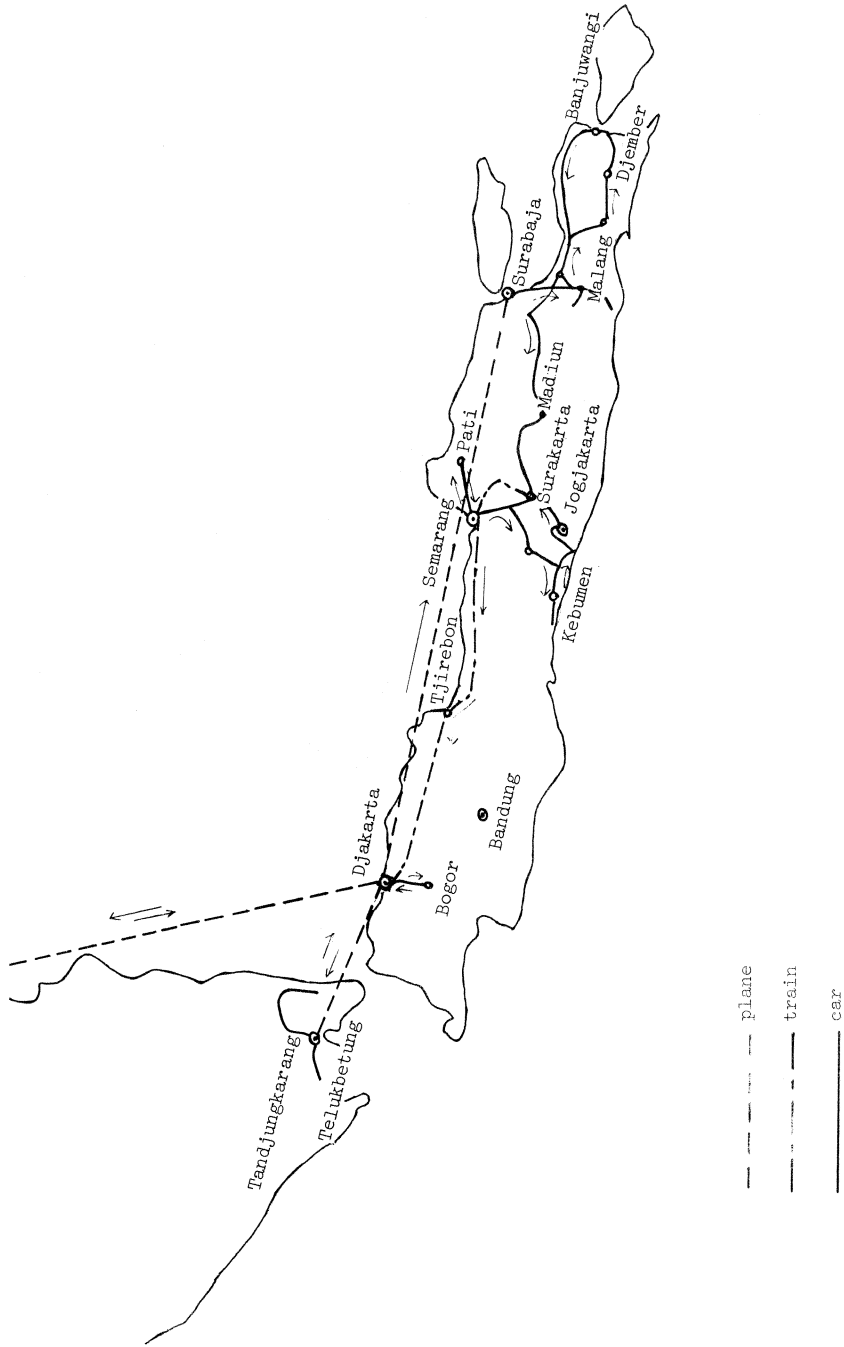 Banjuwangi
Djember
Surabaja
Malang
Madiun
Pati
Surakarta
Jogjakarta
Semarang
Kebumen
Tjirebon
Djakarta
Bandung
Bogor
Tandjungkarang
Telukbetung
plane
train
car